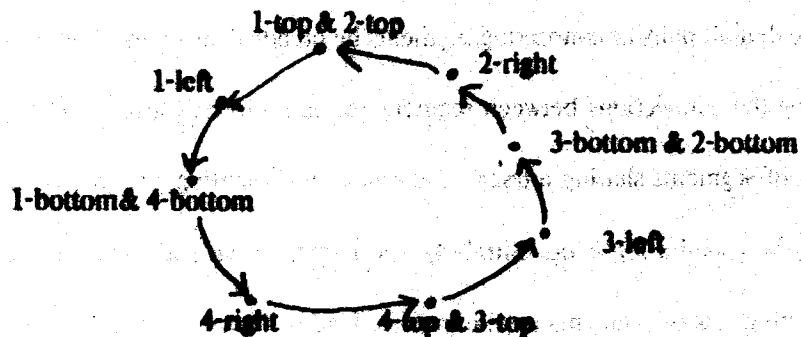 1-top & 2-top
2-right
1-left
3-bottom & 2-bottom
1-bottom & 4-bottom
3-left
4-right
4-top & 3-top